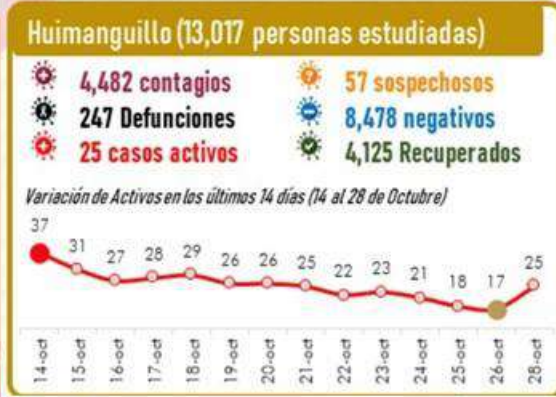 Huimanguillo (13,017 personas estudiadas)
4,482 contagios
57 sospechosos
247 Defunciones
8,478 negativos
25 casos activos
4,125 Recuperados
Variación de Activos en los últimos 14 días (14 al 28 de Octubre)
37 31 27 28 29 26 26 25 22 23 21 18 17 25
14-oct 15-oct 16-oct 17-oct 18-oct 19-oct 20-oct 21-oct 22-oct 23-oct 24-oct 25-oct 26-oct 28-oct